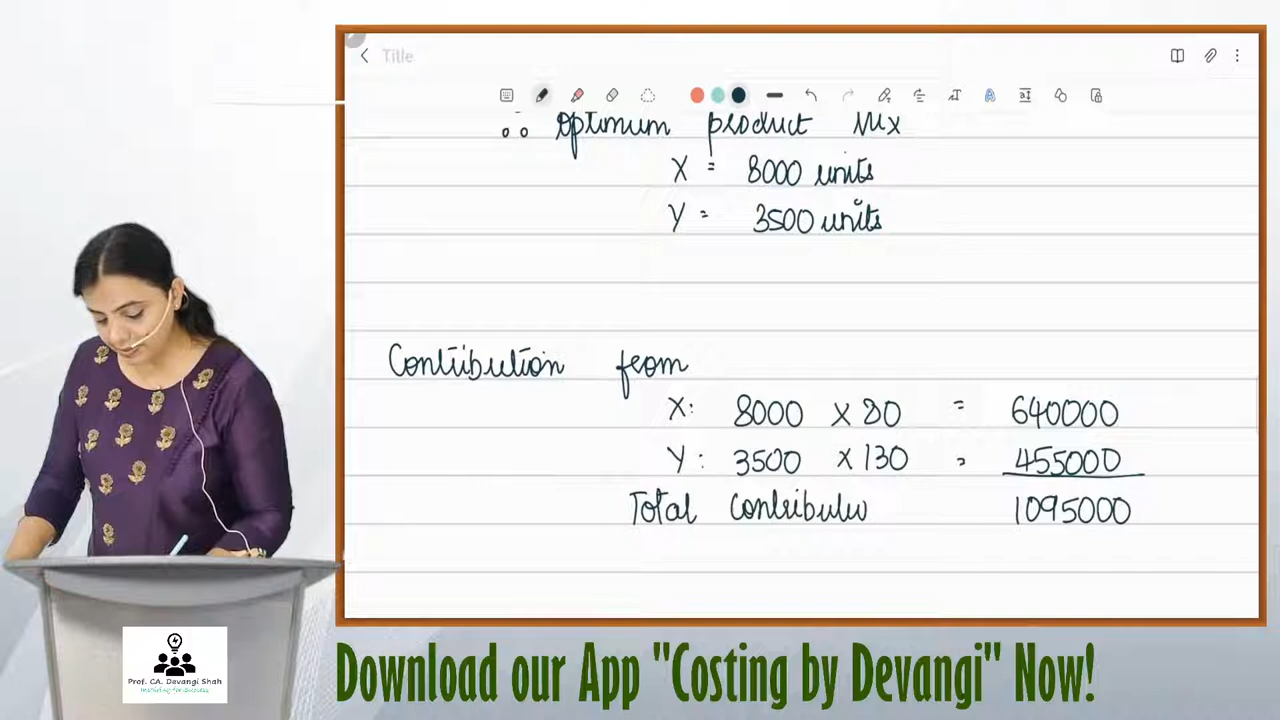 Title
∴ Optimum product Mix
X = 8000 units
Y = 3500 units
Contribution from
X: 8000 X 80 = 640000
Y: 3500 X 130 = 455000
Total Contribution 1095000
Prof. CA. Devangi Shah
Download our App "Costing by Devangi" Now!